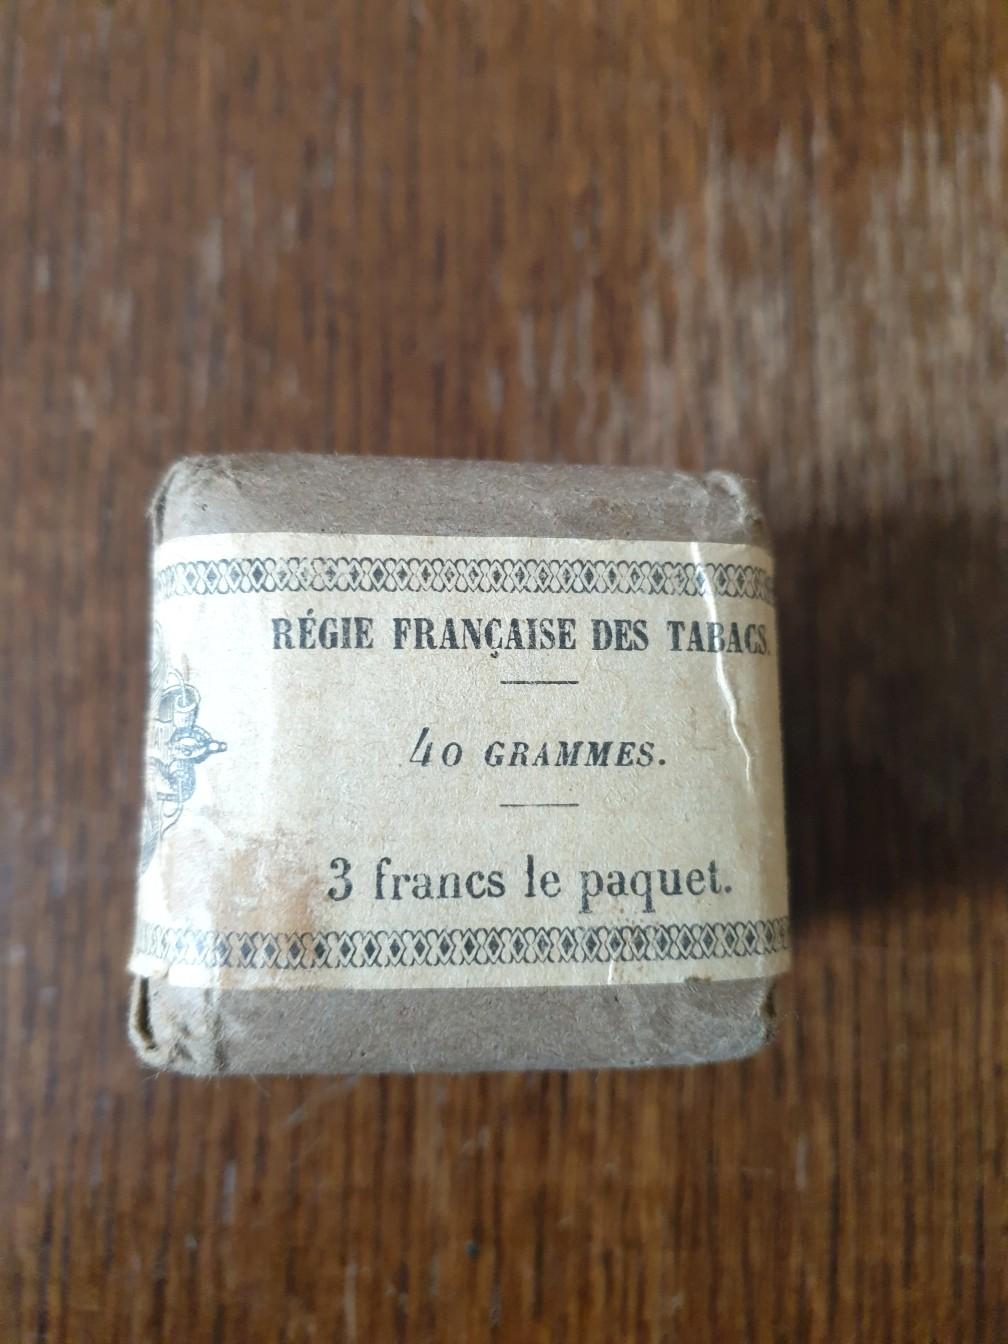 RÉGIE FRANÇAISE DES TABACS.
40 GRAMMES.
3 francs le paquet.